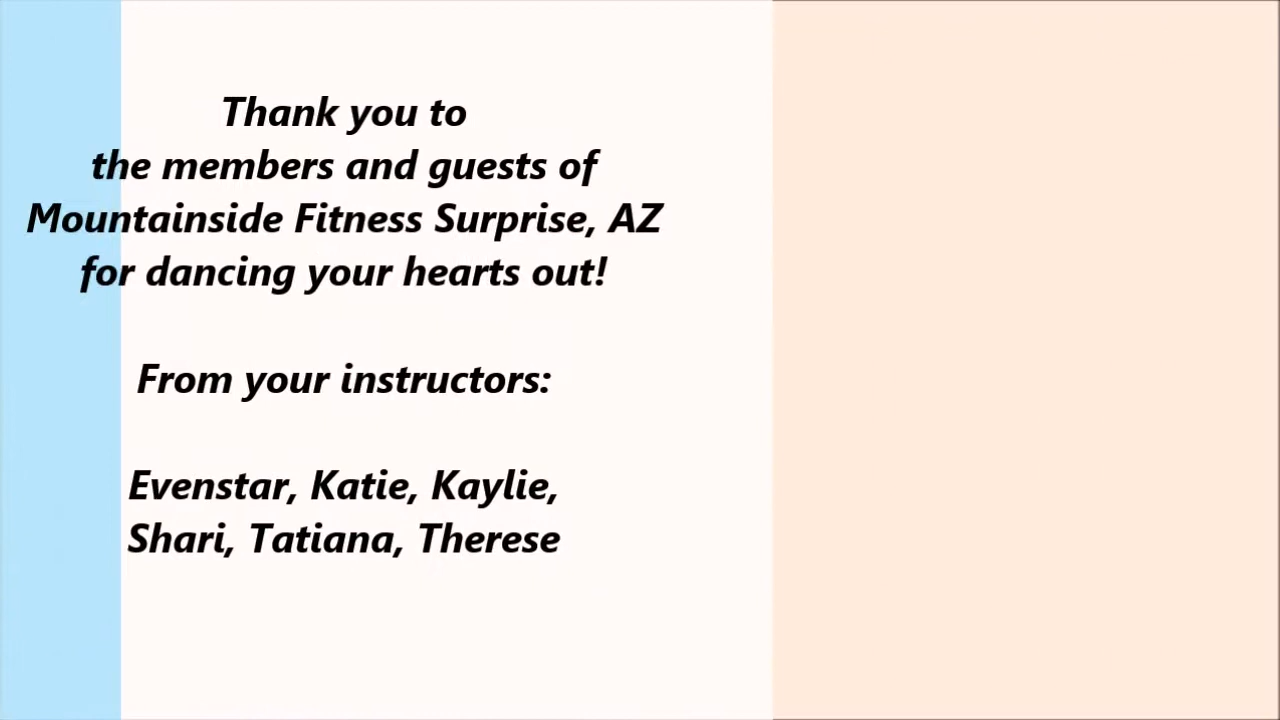 Thank you to
the members and guests of
Mountainside Fitness Surprise, AZ
for dancing your hearts out!
From your instructors:
Evenstar, Katie, Kaylie,
Shari, Tatiana, Therese